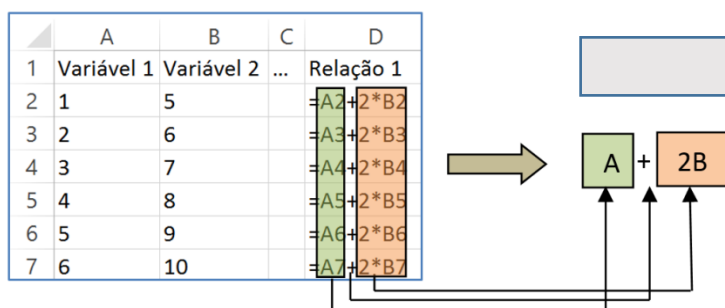 A B C D
1 Variável 1 Variável 2 ... Relação 1
2 1 5 =A2+2*B2
3 2 6 =A3+2*B3
4 3 7 =A4+2*B4
5 4 8 =A5+2*B5
6 5 9 =A6+2*B6
7 6 10 =A7+2*B7
A + 2B